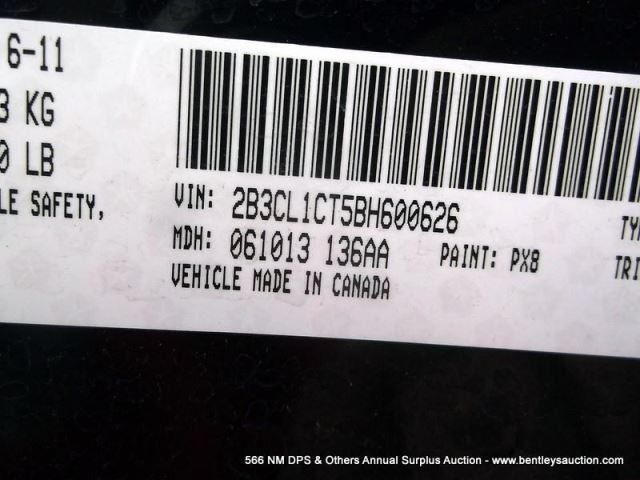 6-11
3 KG
0 LB
LE SAFETY,
VIN: 2B3CL1CT5BH600626
TY
MDH: 061013 136AA
PAINT: PX8
TRI
VEHICLE MADE IN CANADA
566 NM DPS & Others Annual Surplus Auction - www.bentleysauction.com